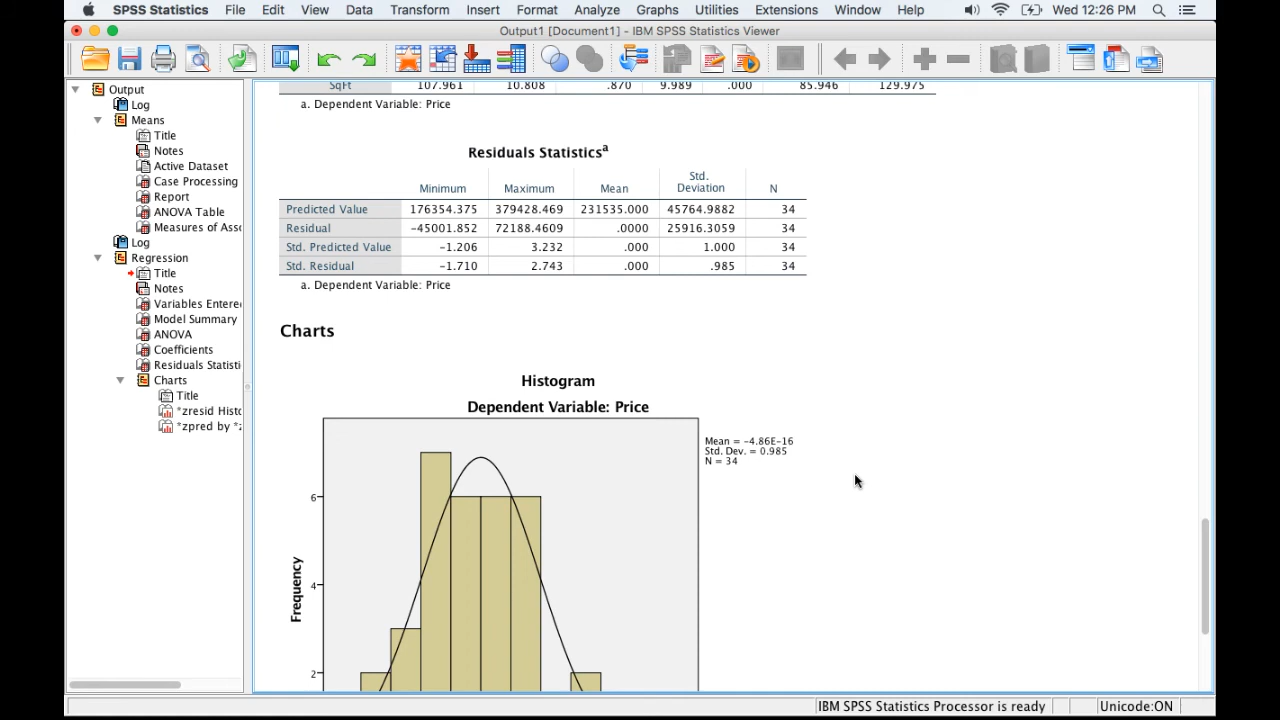 SPSS Statistics File Edit View Data Transform Insert Format Analyze Graphs Utilities Extensions Window Help Wed 12:26 PM
Output1 [Document1] - IBM SPSS Statistics Viewer
Output
Log
Means
Title
Notes
Active Dataset
Case Processing
Report
ANOVA Table
Measures of Asso
Log
Regression
Title
Notes
Variables Entere
Model Summary
ANOVA
Coefficients
Residuals Statisti
Charts
Title
*zresid Histo
*zpred by *z
SqFt 107.961 10.808 .870 9.989 .000 85.946 129.975
a. Dependent Variable: Price
Residuals Statisticsa
Minimum Maximum Mean Std. Deviation N
Predicted Value 176354.375 379428.469 231535.000 45764.9882 34
Residual -45001.852 72188.4609 .0000 25916.3059 34
Std. Predicted Value -1.206 3.232 .000 1.000 34
Std. Residual -1.710 2.743 .000 .985 34
a. Dependent Variable: Price
Charts
Histogram
Dependent Variable: Price
Mean = -4.86E-16
Std. Dev. = 0.985
N = 34
Frequency
6
4
2
IBM SPSS Statistics Processor is ready Unicode:ON